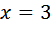 x = 3